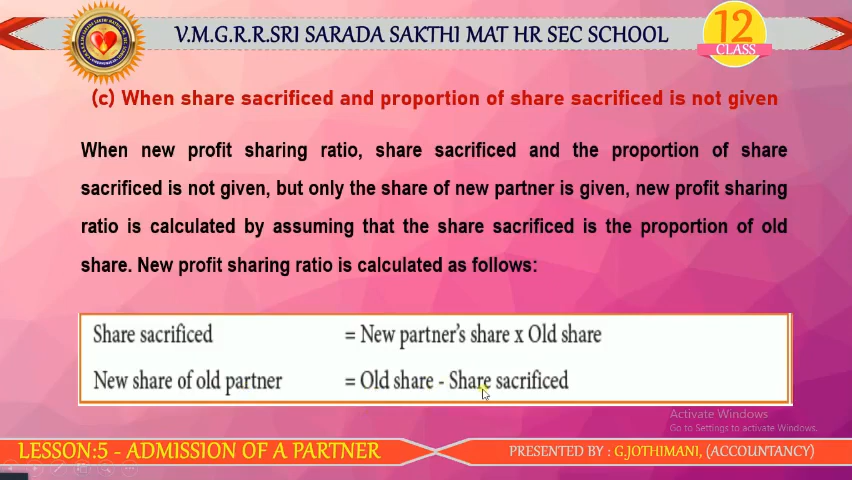 V.M.G.R.R.SRI SARADA SAKTHI MAT HR SEC SCHOOL
12
CLASS
(c) When share sacrificed and proportion of share sacrificed is not given
When new profit sharing ratio, share sacrificed and the proportion of share
sacrificed is not given, but only the share of new partner is given, new profit sharing
ratio is calculated by assuming that the share sacrificed is the proportion of old
share. New profit sharing ratio is calculated as follows:
Share sacrificed = New partner's share x Old share
New share of old partner = Old share - Share sacrificed
Activate Windows
Go to Settings to activate Windows.
LESSON:5 - ADMISSION OF A PARTNER
PRESENTED BY : G.JOTHIMANI, (ACCOUNTANCY)